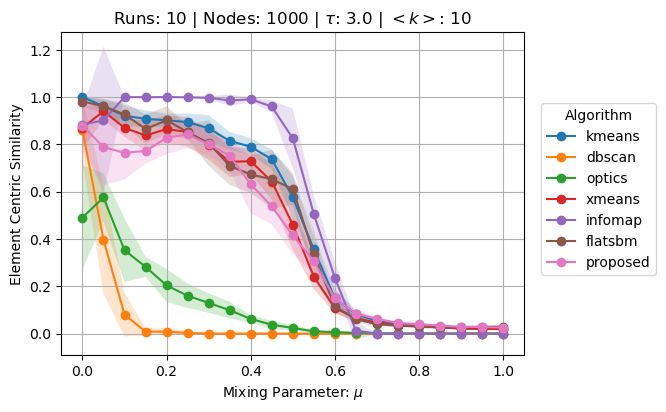 Runs: 10 | Nodes: 1000 | τ: 3.0 | < k >: 10
Element Centric Similarity
1.2
1.0
0.8
0.6
0.4
0.2
0.0
0.0 0.2 0.4 0.6 0.8 1.0
Mixing Parameter: μ
Algorithm
kmeans
dbscan
optics
xmeans
infomap
flatsbm
proposed